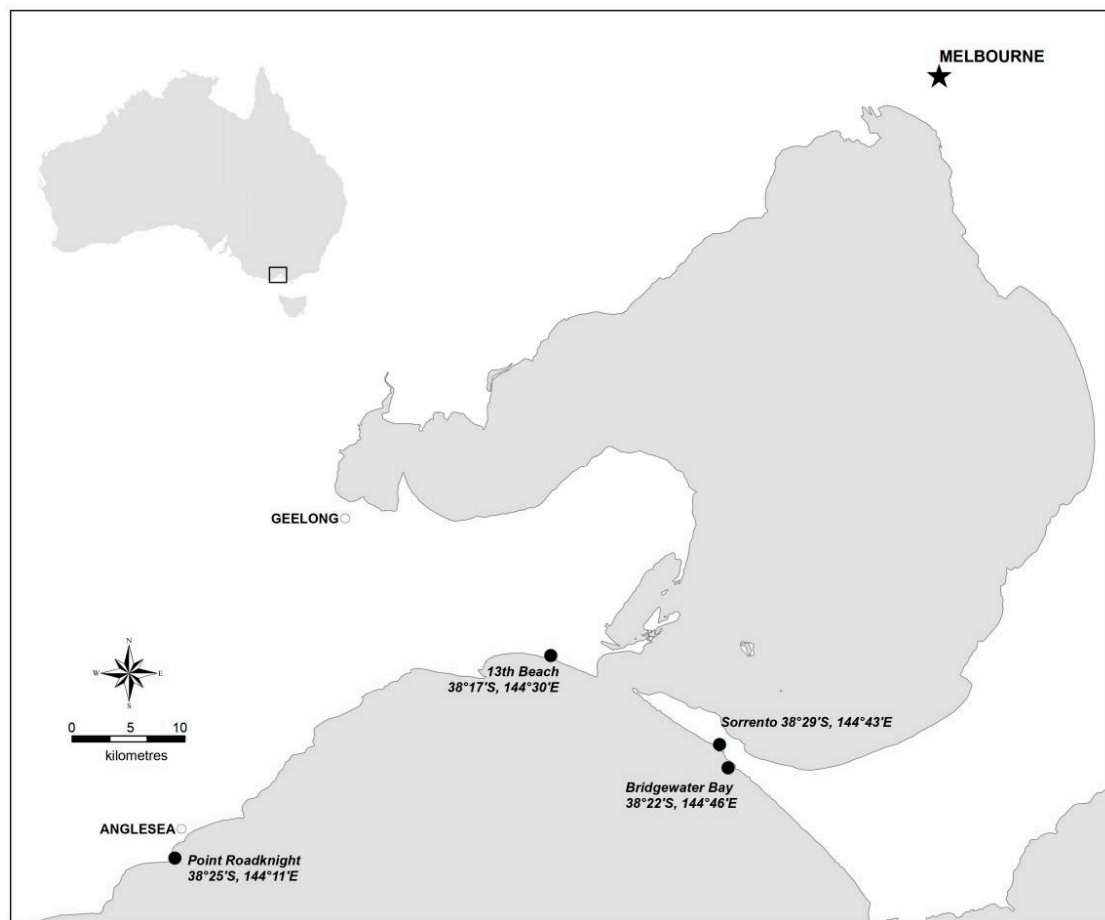 MELBOURNE
GEELONG
N
W E
S
13th Beach
38°17'S, 144°30'E
0 5 10
kilometres
Sorrento 38°29'S, 144°43'E
Bridgewater Bay
38°22'S, 144°46'E
ANGLESEA
Point Roadknight
38°25'S, 144°11'E